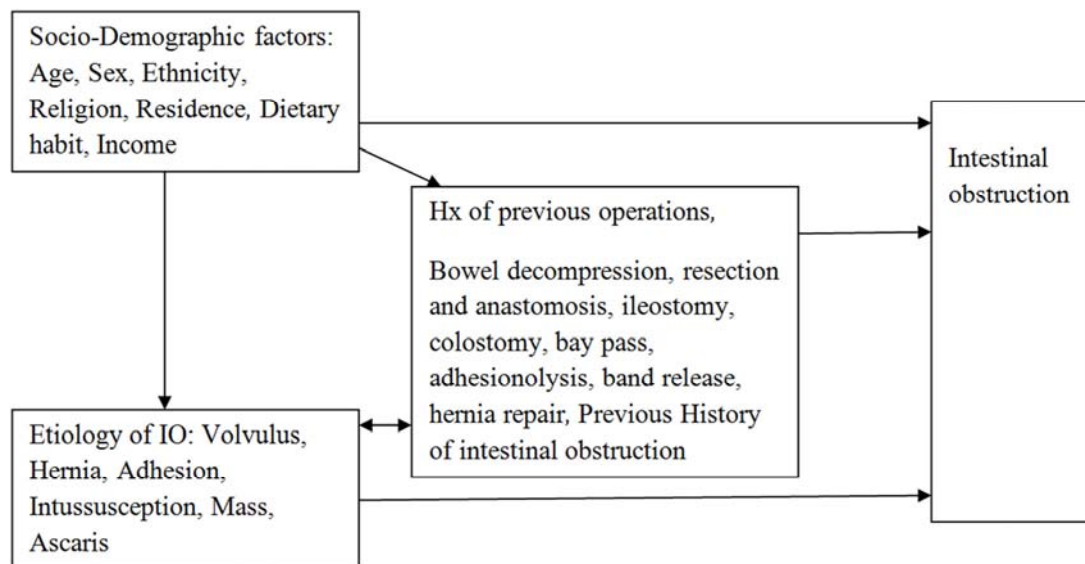 Socio-Demographic factors:
Age, Sex, Ethnicity,
Religion, Residence, Dietary
habit, Income
Intestinal
obstruction
Hx of previous operations,
Bowel decompression, resection
and anastomosis, ileostomy,
colostomy, bay pass,
adhesionolysis, band release,
hernia repair, Previous History
of intestinal obstruction
Etiology of IO: Volvulus,
Hernia, Adhesion,
Intussusception, Mass,
Ascaris